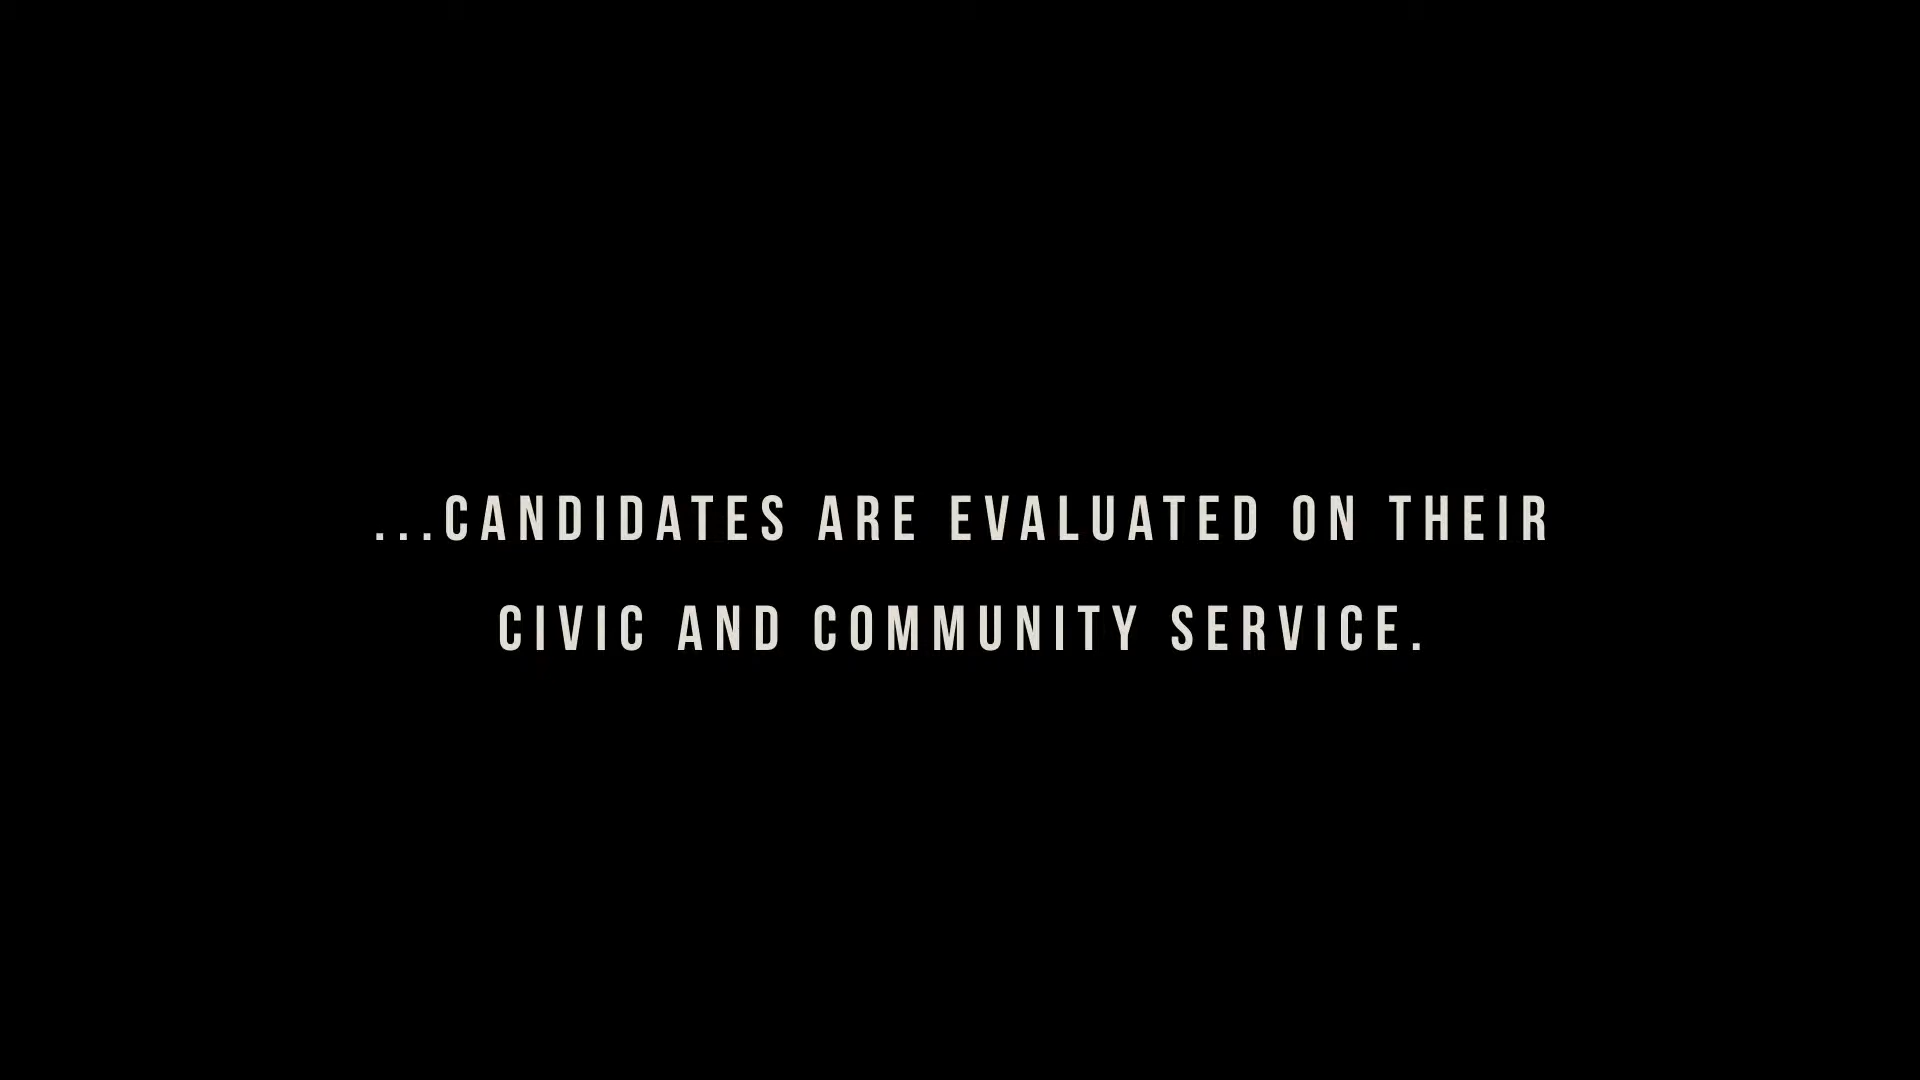 ...CANDIDATES ARE EVALUATED ON THEIR
CIVIC AND COMMUNITY SERVICE.